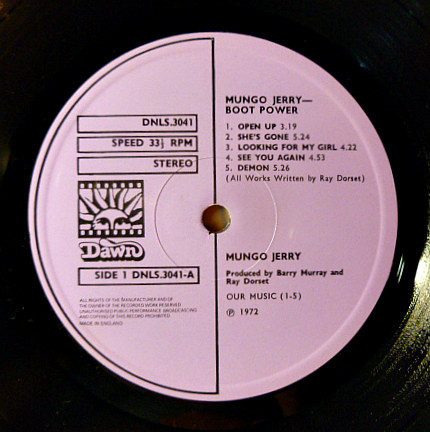 DNLS.3041
SPEED 33⅓ RPM
STEREO
Dawn
SIDE 1 DNLS.3041-A
ALL RIGHTS OF THE MANUFACTURER AND OF
THE OWNER OF THE RECORDED WORK RESERVED
UNAUTHORISED PUBLIC PERFORMANCE BROADCASTING
AND COPYING OF THIS RECORD PROHIBITED
MADE IN ENGLAND
MUNGO JERRY—
BOOT POWER
1. OPEN UP 3.19
2. SHE'S GONE 5.24
3. LOOKING FOR MY GIRL 4.22
4. SEE YOU AGAIN 4.53
5. DEMON 5.26
(All Works Written by Ray Dorset)
MUNGO JERRY
Produced by Barry Murray and
Ray Dorset
OUR MUSIC (1-5)
℗ 1972